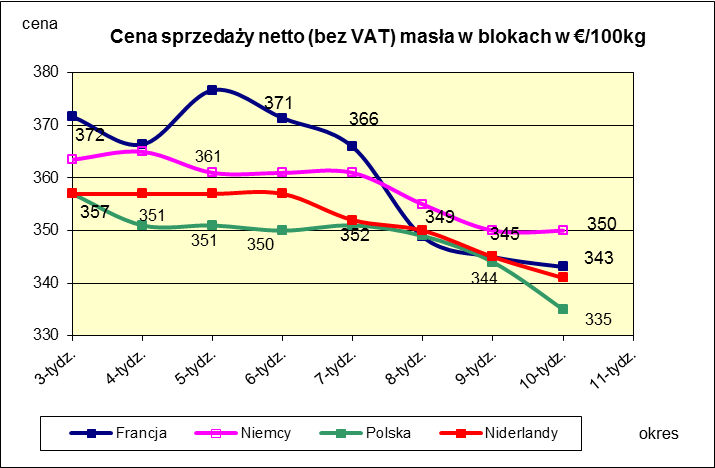 cena
Cena sprzedaży netto (bez VAT) masła w blokach w €/100kg
380
370
360
350
340
330
372
371
366
361
357
351
351
350
352
349
345
344
350
343
335
3-tydz.
4-tydz.
5-tydz.
6-tydz.
7-tydz.
8-tydz.
9-tydz.
10-tydz.
11-tydz.
Francja Niemcy Polska Niderlandy
okres